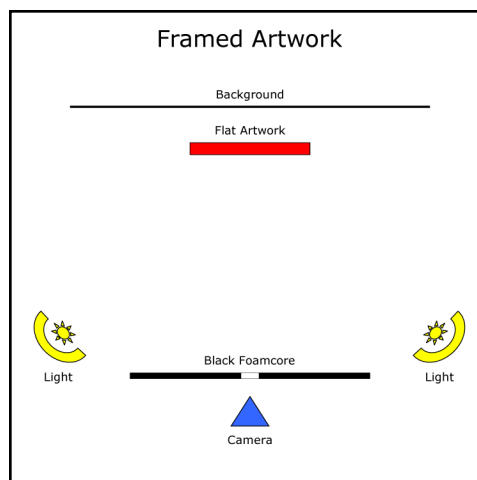 Framed Artwork
Background
Flat Artwork
Black Foamcore
Light
Light
Camera